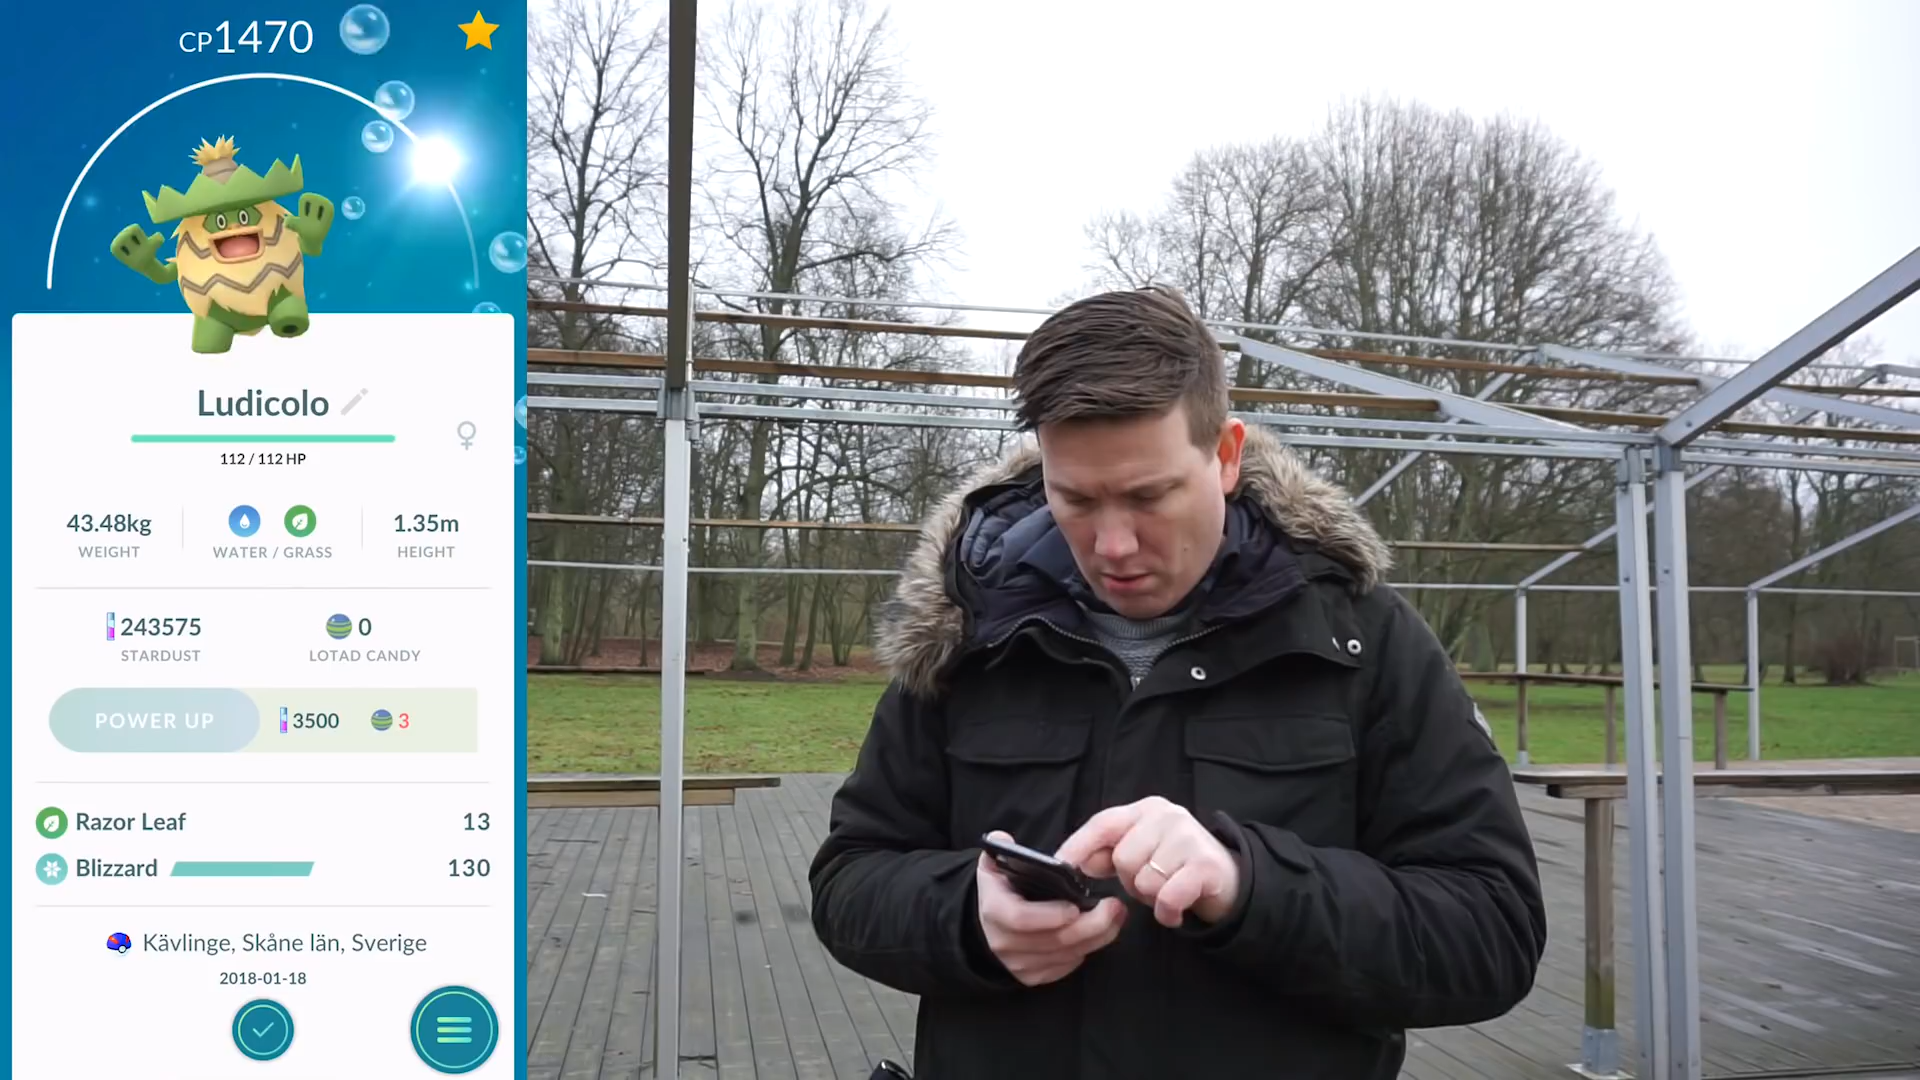 CP1470
Ludicolo
112 / 112 HP
43.48kg
WEIGHT
WATER / GRASS
1.35m
HEIGHT
243575
STARDUST
0
LOTAD CANDY
POWER UP
3500
3
Razor Leaf
13
Blizzard
130
Kävlinge, Skåne län, Sverige
2018-01-18